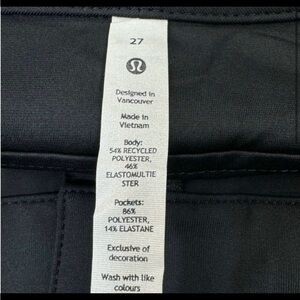 27
Designed in
Vancouver
Made in
Vietnam
Body:
54% RECYCLED
POLYESTER,
46%
ELASTOMULTIE
STER
Pockets:
86%
POLYESTER,
14% ELASTANE
Exclusive of
decoration
Wash with like
colours